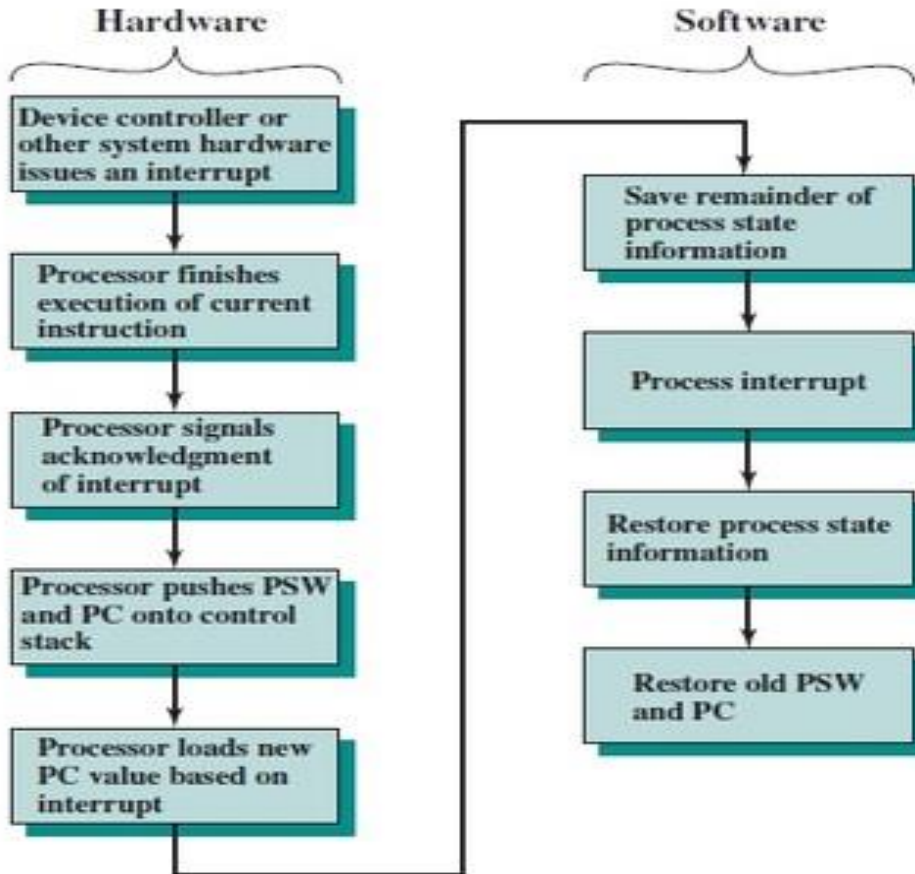 Hardware
Device controller or
other system hardware
issues an interrupt
Processor finishes
execution of current
instruction
Processor signals
acknowledgment
of interrupt
Processor pushes PSW
and PC onto control
stack
Processor loads new
PC value based on
interrupt
Software
Save remainder of
process state
information
Process interrupt
Restore process state
information
Restore old PSW
and PC